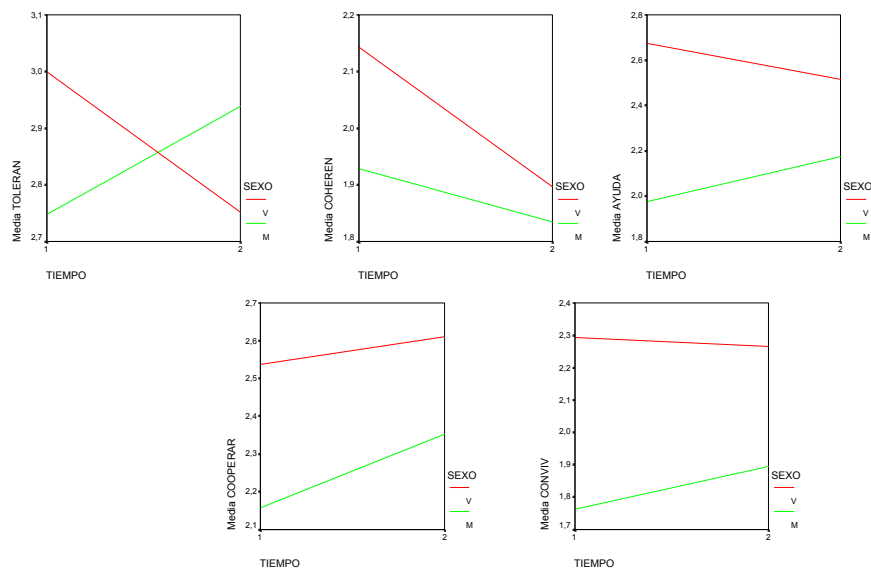 3,1
3,0
2,9
2,8
2,7
Media TOLERAN
1
2
TIEMPO
SEXO
V
M
2,2
2,1
2,0
1,9
1,8
Media COHEREN
1
2
TIEMPO
SEXO
V
M
2,8
2,6
2,4
2,2
2,0
1,8
Media AYUDA
1
2
TIEMPO
SEXO
V
M
2,7
2,6
2,5
2,4
2,3
2,2
2,1
Media COOPERAR
1
2
TIEMPO
SEXO
V
M
2,4
2,3
2,2
2,1
2,0
1,9
1,8
1,7
Media CONVIV
1
2
TIEMPO
SEXO
V
M